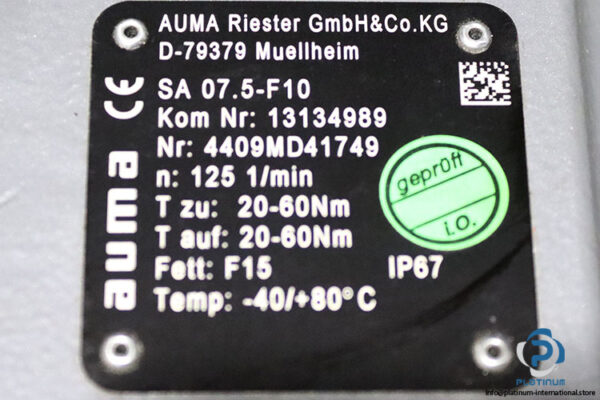 AUMA Riester GmbH&Co.KG
D-79379 Muellheim
auma CE
SA 07.5-F10
Kom Nr: 13134989
Nr: 4409MD41749
n: 125 1/min
T zu: 20-60Nm
T auf: 20-60Nm
Fett: F15 IP67
Temp: -40/+80°C
geprüft
i.O.
PLATINUM
info@platinum-international.store